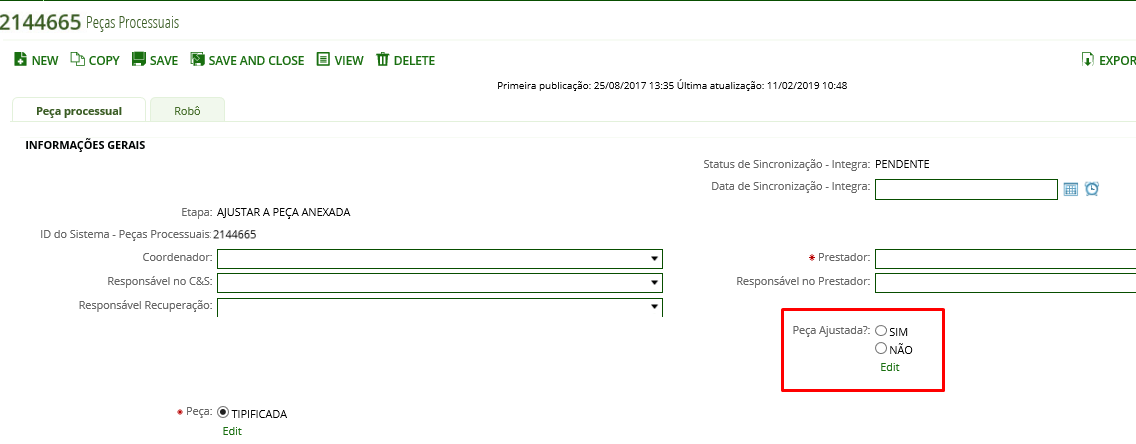 2144665 Peças Processuais
NEW COPY SAVE SAVE AND CLOSE VIEW DELETE EXPOR
Primeira publicação: 25/08/2017 13:35 Última atualização: 11/02/2019 10:48
Peça processual Robô
INFORMAÇÕES GERAIS
Status de Sincronização - Integra: PENDENTE
Data de Sincronização - Integra:
Etapa: AJUSTAR A PEÇA ANEXADA
ID do Sistema - Peças Processuais: 2144665
Coordenador: * Prestador:
Responsável no C&S: Responsável no Prestador:
Responsável Recuperação:
Peça Ajustada?: SIM
NÃO
Edit
* Peça: TIPIFICADA
Edit